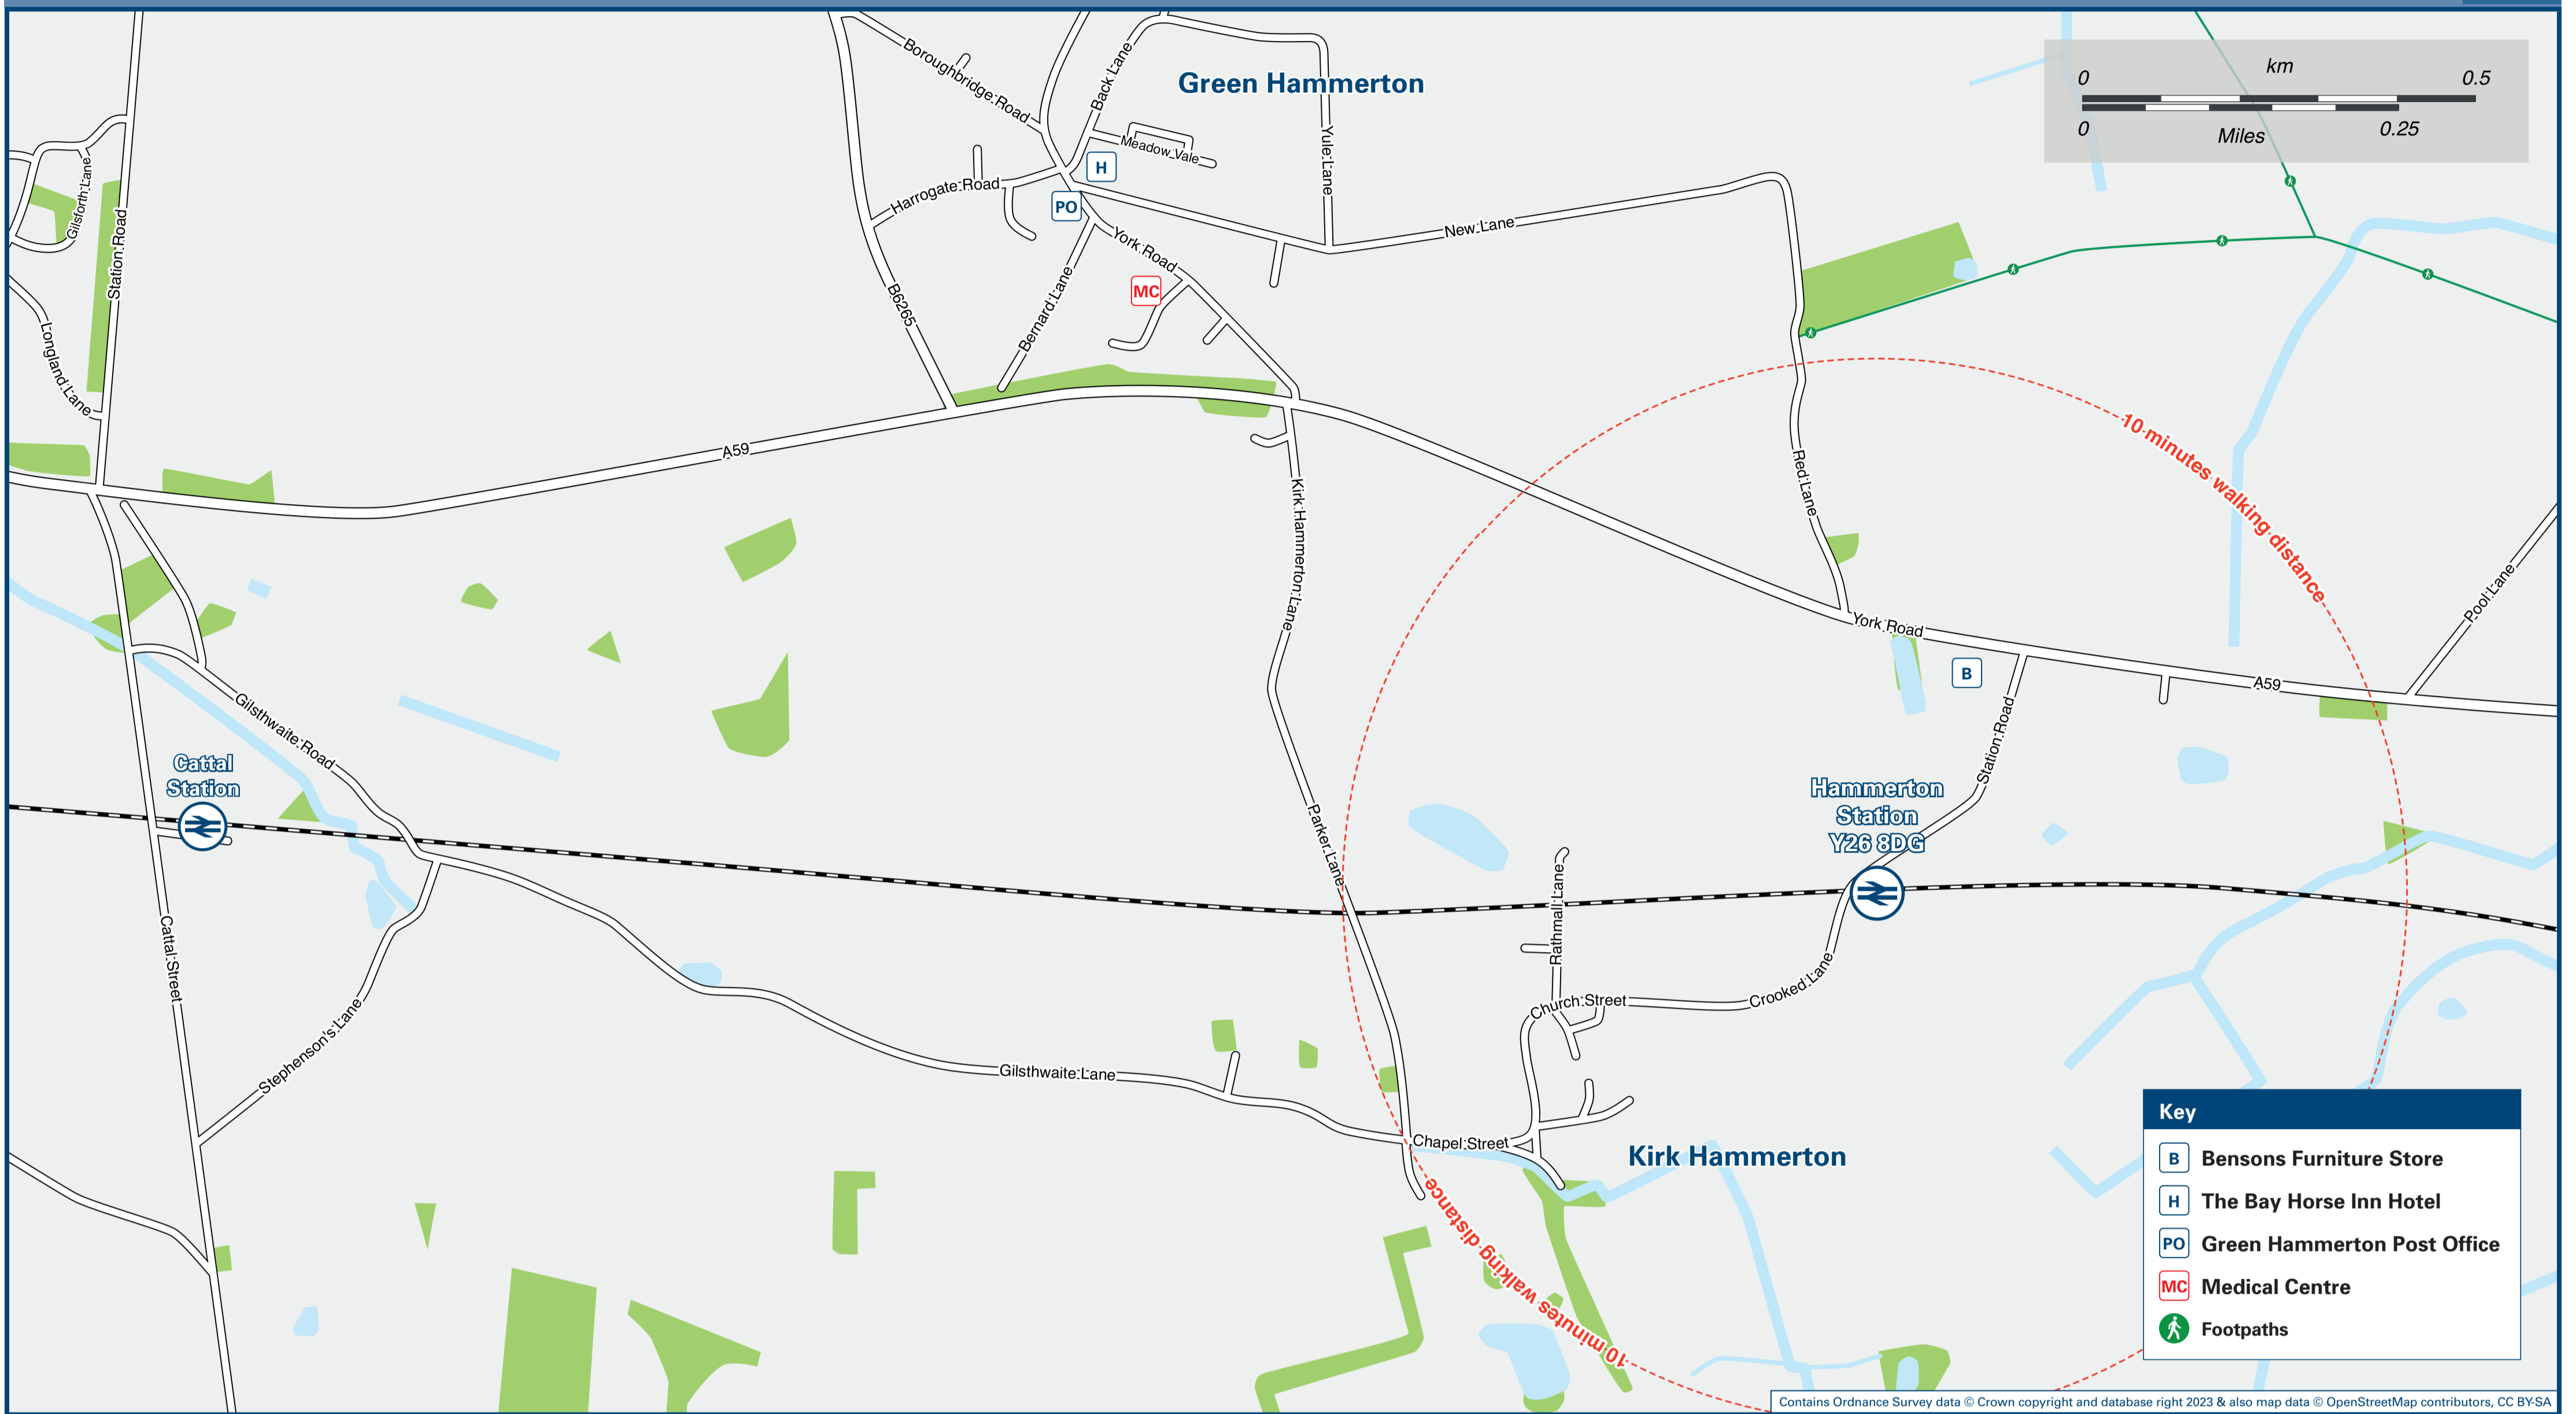 Boroughbridge Road
Back Lane
Green Hammerton
km
0
0.5
0
Miles
0.25
Meadow Vale
Yule Lane
H
Harrogate Road
PO
Gilsforth Lane
Station Road
York Road
New Lane
MC
B6265
Bernard Lane
Longland Lane
10 minutes walking distance
A59
Red Lane
Kirk Hammerton Lane
Pool Lane
York Road
B
A59
Gilsthwaite Road
Station Road
Cattal
Station
Hammerton
Station
Y26 8DG
Parker Lane
Rathmall Lane
Cattal Street
Crooked Lane
Church Street
Stephenson's Lane
Gilsthwaite Lane
Chapel Street
Kirk Hammerton
10 minutes walking distance
Key
B Bensons Furniture Store
H The Bay Horse Inn Hotel
PO Green Hammerton Post Office
MC Medical Centre
Footpaths
Contains Ordnance Survey data © Crown copyright and database right 2023 & also map data © OpenStreetMap contributors, CC BY-SA